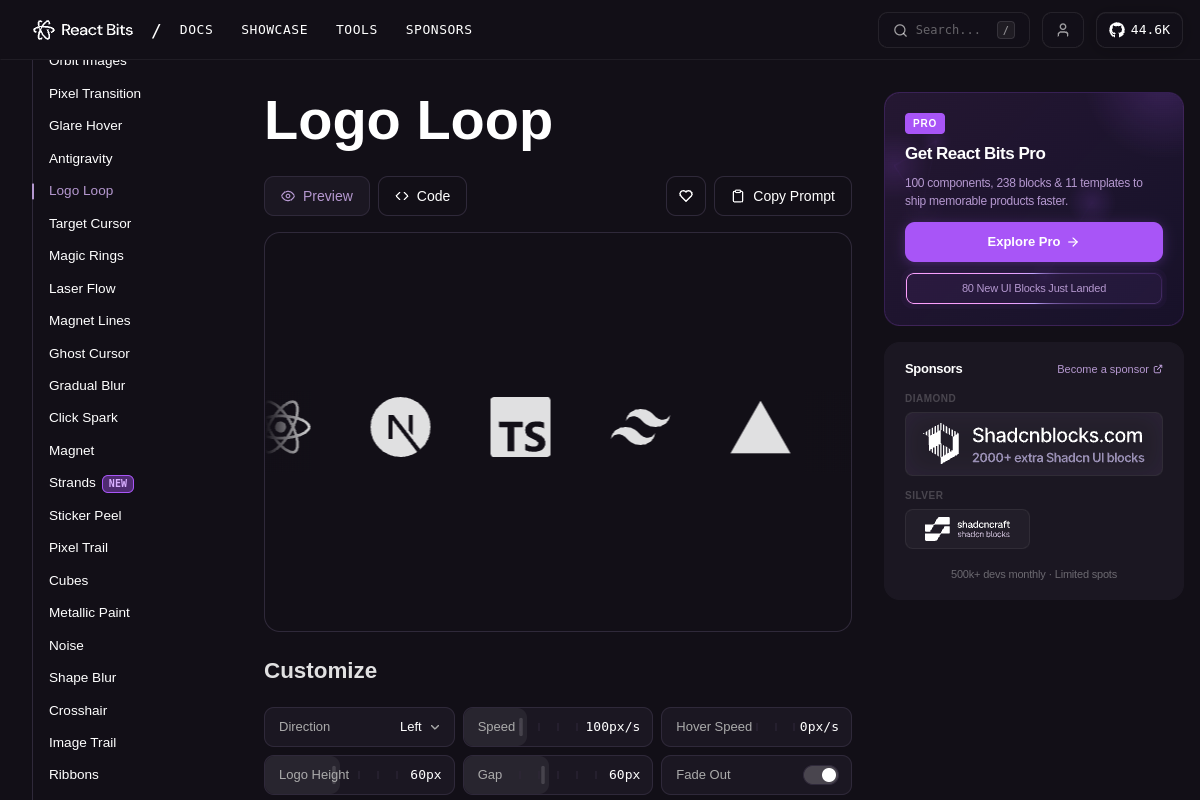 React Bits
/
DOCS
SHOWCASE
TOOLS
SPONSORS
Search...
/
44.6K
Orbit Images
Pixel Transition
Glare Hover
Antigravity
Logo Loop
Target Cursor
Magic Rings
Laser Flow
Magnet Lines
Ghost Cursor
Gradual Blur
Click Spark
Magnet
Strands NEW
Sticker Peel
Pixel Trail
Cubes
Metallic Paint
Noise
Shape Blur
Crosshair
Image Trail
Ribbons
Logo Loop
Preview
Code
Copy Prompt
N
TS
Customize
Direction Left
Speed 100px/s
Hover Speed 0px/s
Logo Height 60px
Gap 60px
Fade Out
PRO
Get React Bits Pro
100 components, 238 blocks & 11 templates to
ship memorable products faster.
Explore Pro
80 New UI Blocks Just Landed
Sponsors
Become a sponsor
DIAMOND
Shadcnblocks.com
2000+ extra Shadcn UI blocks
SILVER
shadcncraft
shadcn blocks
500k+ devs monthly · Limited spots